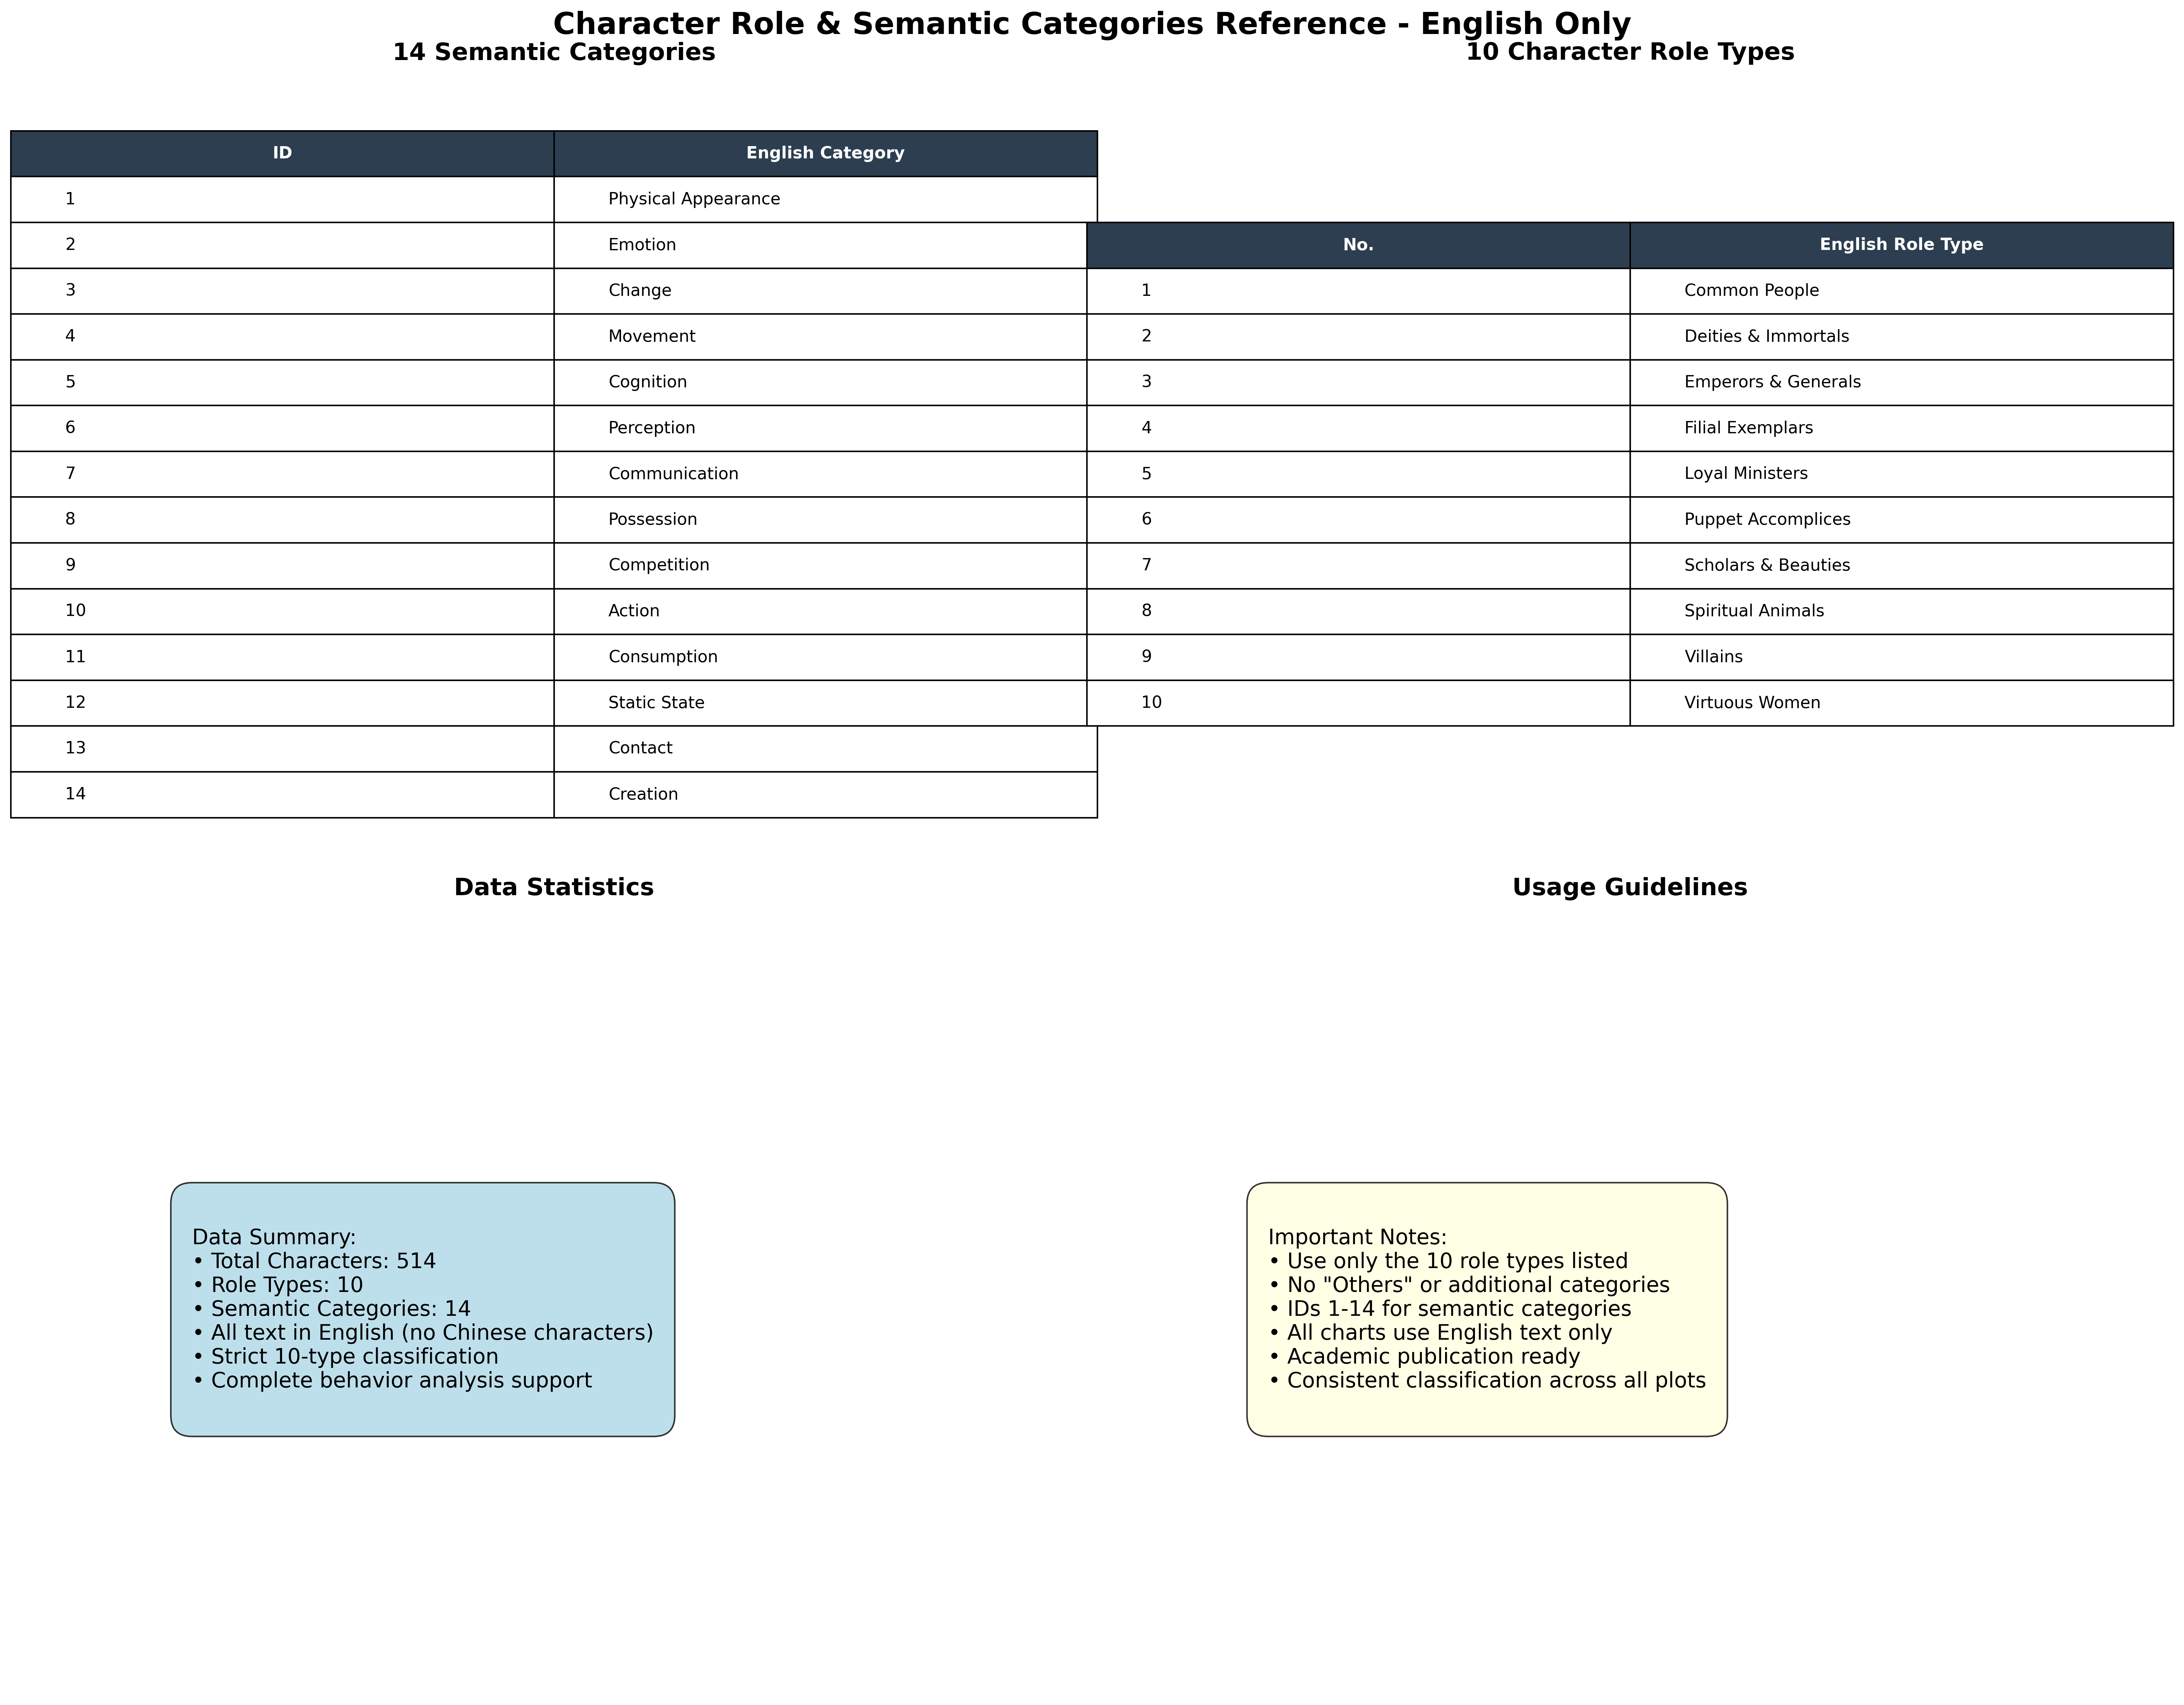 Character Role & Semantic Categories Reference - English Only
14 Semantic Categories
ID English Category
1 Physical Appearance
2 Emotion
3 Change
4 Movement
5 Cognition
6 Perception
7 Communication
8 Possession
9 Competition
10 Action
11 Consumption
12 Static State
13 Contact
14 Creation
10 Character Role Types
No. English Role Type
1 Common People
2 Deities & Immortals
3 Emperors & Generals
4 Filial Exemplars
5 Loyal Ministers
6 Puppet Accomplices
7 Scholars & Beauties
8 Spiritual Animals
9 Villains
10 Virtuous Women
Data Statistics
Data Summary:
• Total Characters: 514
• Role Types: 10
• Semantic Categories: 14
• All text in English (no Chinese characters)
• Strict 10-type classification
• Complete behavior analysis support
Usage Guidelines
Important Notes:
• Use only the 10 role types listed
• No "Others" or additional categories
• IDs 1-14 for semantic categories
• All charts use English text only
• Academic publication ready
• Consistent classification across all plots